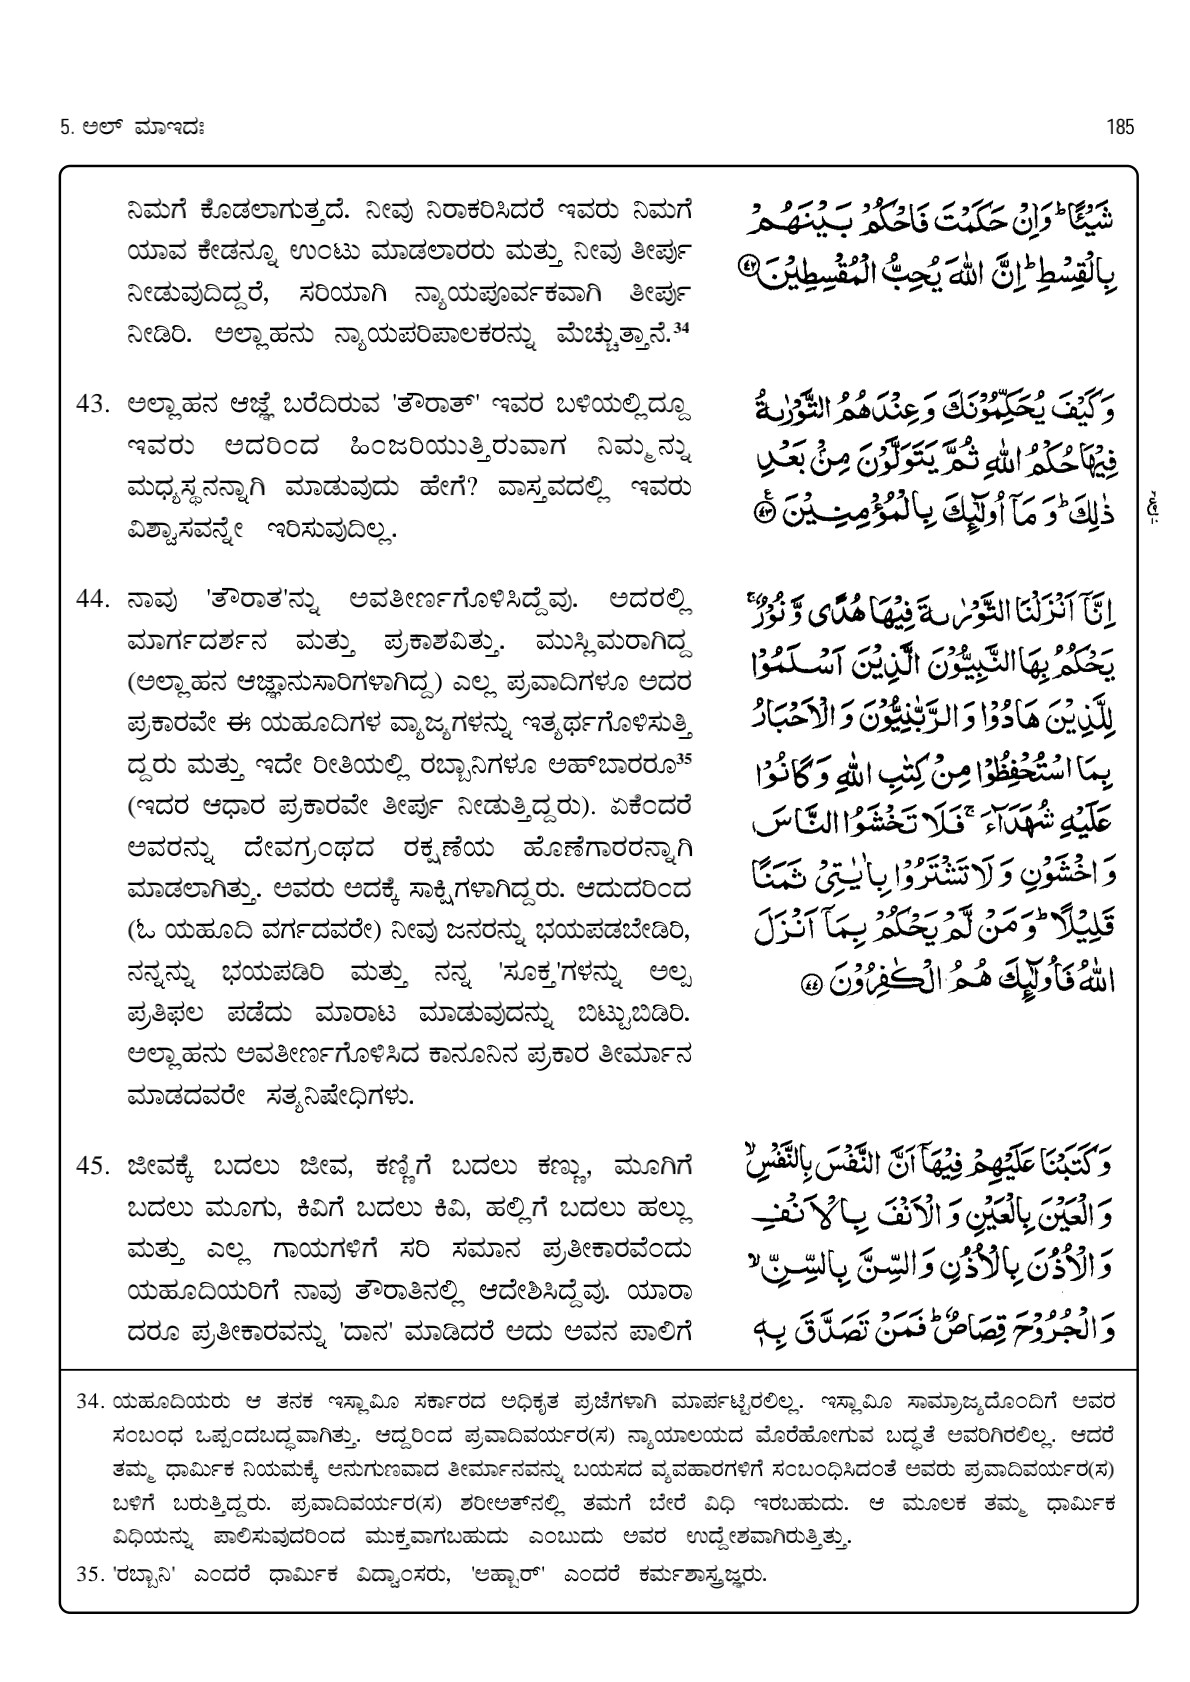 5. ಅಲ್ ಮಾಇದಃ
185
ನಿಮಗೆ ಕೊಡಲಾಗುತ್ತದೆ. ನೀವು ನಿರಾಕರಿಸಿದರೆ ಇವರು ನಿಮಗೆ
ಯಾವ ಕೇಡನ್ನೂ ಉಂಟು ಮಾಡಲಾರರು ಮತ್ತು ನೀವು ತೀರ್ಪು
ನೀಡುವುದಿದ್ದರೆ, ಸರಿಯಾಗಿ ನ್ಯಾಯಪೂರ್ವಕವಾಗಿ ತೀರ್ಪು
ನೀಡಿರಿ. ಅಲ್ಲಾಹನು ನ್ಯಾಯಪರಿಪಾಲಕರನ್ನು ಮೆಚ್ಚುತ್ತಾನೆ.34
شَيْئًا ۖ وَاِنْ حَكَمْتَ فَاحْكُمْ بَيْنَهُمْ
بِالْقِسْطِ ؕ اِنَّ اللّٰهَ يُحِبُّ الْمُقْسِطِيْنَ ﴿٤٢﴾
43. ಅಲ್ಲಾಹನ ಆಜ್ಞೆ ಬರೆದಿರುವ 'ತೌರಾತ್' ಇವರ ಬಳಿಯಲ್ಲಿದ್ದೂ
ಇವರು ಅದರಿಂದ ಹಿಂಜರಿಯುತ್ತಿರುವಾಗ ನಿಮ್ಮನ್ನು
ಮಧ್ಯಸ್ಥನನ್ನಾಗಿ ಮಾಡುವುದು ಹೇಗೆ? ವಾಸ್ತವದಲ್ಲಿ ಇವರು
ವಿಶ್ವಾಸವನ್ನೇ ಇರಿಸುವುದಿಲ್ಲ.
وَكَيْفَ يُحَكِّمُوْنَكَ وَعِنْدَهُمُ التَّوْرٰىةُ
فِيْهَا حُكْمُ اللّٰهِ ثُمَّ يَتَوَلَّوْنَ مِنْۢ بَعْدِ
ذٰلِكَ ؕ وَمَاۤ اُولٰٓئِكَ بِالْمُؤْمِنِيْنَ ﴿٤٣﴾
44. ನಾವು 'ತೌರಾತ'ನ್ನು ಅವತೀರ್ಣಗೊಳಿಸಿದ್ದೆವು. ಅದರಲ್ಲಿ
ಮಾರ್ಗದರ್ಶನ ಮತ್ತು ಪ್ರಕಾಶವಿತ್ತು. ಮುಸ್ಲಿಮರಾಗಿದ್ದ
(ಅಲ್ಲಾಹನ ಆಜ್ಞಾನುಸಾರಿಗಳಾಗಿದ್ದ) ಎಲ್ಲ ಪ್ರವಾದಿಗಳೂ ಅದರ
ಪ್ರಕಾರವೇ ಈ ಯಹೂದಿಗಳ ವ್ಯಾಜ್ಯಗಳನ್ನು ಇತ್ಯರ್ಥಗೊಳಿಸುತ್ತಿ
ದ್ದರು ಮತ್ತು ಇದೇ ರೀತಿಯಲ್ಲಿ ರಬ್ಬಾನಿಗಳೂ ಅಹ್‌ಬಾರರೂ35
(ಇದರ ಆಧಾರ ಪ್ರಕಾರವೇ ತೀರ್ಪು ನೀಡುತ್ತಿದ್ದರು). ಏಕೆಂದರೆ
ಅವರನ್ನು ದೇವಗ್ರಂಥದ ರಕ್ಷಣೆಯ ಹೊಣೆಗಾರರನ್ನಾಗಿ
ಮಾಡಲಾಗಿತ್ತು. ಅವರು ಅದಕ್ಕೆ ಸಾಕ್ಷಿಗಳಾಗಿದ್ದರು. ಆದುದರಿಂದ
(ಓ ಯಹೂದಿ ವರ್ಗದವರೇ) ನೀವು ಜನರನ್ನು ಭಯಪಡಬೇಡಿರಿ,
ನನ್ನನ್ನು ಭಯಪಡಿರಿ ಮತ್ತು ನನ್ನ 'ಸೂಕ್ತ'ಗಳನ್ನು ಅಲ್ಪ
ಪ್ರತಿಫಲ ಪಡೆದು ಮಾರಾಟ ಮಾಡುವುದನ್ನು ಬಿಟ್ಟುಬಿಡಿರಿ.
ಅಲ್ಲಾಹನು ಅವತೀರ್ಣಗೊಳಿಸಿದ ಕಾನೂನಿನ ಪ್ರಕಾರ ತೀರ್ಮಾನ
ಮಾಡದವರೇ ಸತ್ಯನಿಷೇಧಿಗಳು.
اِنَّاۤ اَنْزَلْنَا التَّوْرٰىةَ فِيْهَا هُدًى وَّنُوْرٌ ۚ
يَحْكُمُ بِهَا النَّبِيُّوْنَ الَّذِيْنَ اَسْلَمُوْا
لِلَّذِيْنَ هَادُوْا وَالرَّبّٰنِيُّوْنَ وَالْاَحْبَارُ
بِمَا اسْتُحْفِظُوْا مِنْ كِتٰبِ اللّٰهِ وَكَانُوْا
عَلَيْهِ شُهَدَآءَ ۚ فَلَا تَخْشَوُا النَّاسَ
وَاخْشَوْنِ وَلَا تَشْتَرُوْا بِاٰيٰتِيْ ثَمَنًا
قَلِيْلًا ؕ وَمَنْ لَّمْ يَحْكُمْ بِمَاۤ اَنْزَلَ
اللّٰهُ فَاُولٰٓئِكَ هُمُ الْكٰفِرُوْنَ ﴿٤٤﴾
45. ಜೀವಕ್ಕೆ ಬದಲು ಜೀವ, ಕಣ್ಣಿಗೆ ಬದಲು ಕಣ್ಣು, ಮೂಗಿಗೆ
ಬದಲು ಮೂಗು, ಕಿವಿಗೆ ಬದಲು ಕಿವಿ, ಹಲ್ಲಿಗೆ ಬದಲು ಹಲ್ಲು
ಮತ್ತು ಎಲ್ಲ ಗಾಯಗಳಿಗೆ ಸರಿ ಸಮಾನ ಪ್ರತೀಕಾರವೆಂದು
ಯಹೂದಿಯರಿಗೆ ನಾವು ತೌರಾತಿನಲ್ಲಿ ಆದೇಶಿಸಿದ್ದೆವು. ಯಾರಾ
ದರೂ ಪ್ರತೀಕಾರವನ್ನು 'ದಾನ' ಮಾಡಿದರೆ ಅದು ಅವನ ಪಾಲಿಗೆ
وَكَتَبْنَا عَلَيْهِمْ فِيْهَاۤ اَنَّ النَّفْسَ بِالنَّفْسِ ۙ
وَالْعَيْنَ بِالْعَيْنِ وَالْاَنْفَ بِالْاَنْفِ
وَالْاُذُنَ بِالْاُذُنِ وَالسِّنَّ بِالسِّنِّ ۙ
وَالْجُرُوْحَ قِصَاصٌ ؕ فَمَنْ تَصَدَّقَ بِهٖ
34. ಯಹೂದಿಯರು ಆ ತನಕ ಇಸ್ಲಾಮೀ ಸರ್ಕಾರದ ಅಧಿಕೃತ ಪ್ರಜೆಗಳಾಗಿ ಮಾರ್ಪಟ್ಟಿರಲಿಲ್ಲ. ಇಸ್ಲಾಮೀ ಸಾಮ್ರಾಜ್ಯದೊಂದಿಗೆ ಅವರ
ಸಂಬಂಧ ಒಪ್ಪಂದಬದ್ಧವಾಗಿತ್ತು. ಆದ್ದರಿಂದ ಪ್ರವಾದಿವರ್ಯರ(ಸ) ನ್ಯಾಯಾಲಯದ ಮೊರೆಹೋಗುವ ಬದ್ಧತೆ ಅವರಿಗಿರಲಿಲ್ಲ. ಆದರೆ
ತಮ್ಮ ಧಾರ್ಮಿಕ ನಿಯಮಕ್ಕೆ ಅನುಗುಣವಾದ ತೀರ್ಮಾನವನ್ನು ಬಯಸದ ವ್ಯವಹಾರಗಳಿಗೆ ಸಂಬಂಧಿಸಿದಂತೆ ಅವರು ಪ್ರವಾದಿವರ್ಯರ(ಸ)
ಬಳಿಗೆ ಬರುತ್ತಿದ್ದರು. ಪ್ರವಾದಿವರ್ಯರ(ಸ) ಶರೀಅತ್‌ನಲ್ಲಿ ತಮಗೆ ಬೇರೆ ವಿಧಿ ಇರಬಹುದು. ಆ ಮೂಲಕ ತಮ್ಮ ಧಾರ್ಮಿಕ
ವಿಧಿಯನ್ನು ಪಾಲಿಸುವುದರಿಂದ ಮುಕ್ತವಾಗಬಹುದು ಎಂಬುದು ಅವರ ಉದ್ದೇಶವಾಗಿರುತ್ತಿತ್ತು.
35. 'ರಬ್ಬಾನಿ' ಎಂದರೆ ಧಾರ್ಮಿಕ ವಿದ್ವಾಂಸರು, 'ಅಹ್ಬಾರ್' ಎಂದರೆ ಕರ್ಮಶಾಸ್ತ್ರಜ್ಞರು.